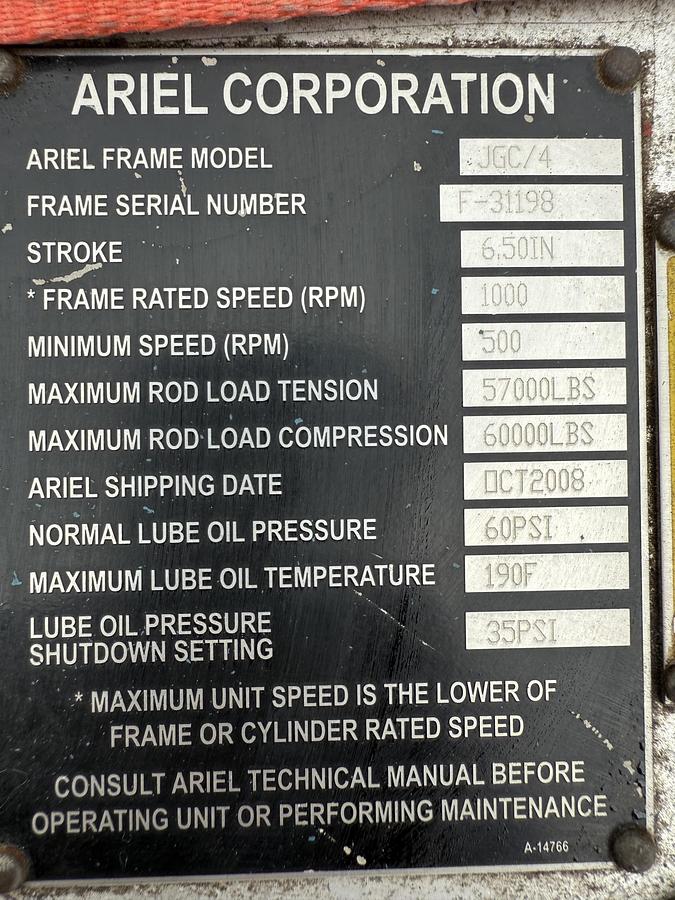 ARIEL CORPORATION
ARIEL FRAME MODEL JGC/4
FRAME SERIAL NUMBER F-31198
STROKE 6.50IN
* FRAME RATED SPEED (RPM) 1000
MINIMUM SPEED (RPM) 500
MAXIMUM ROD LOAD TENSION 57000LBS
MAXIMUM ROD LOAD COMPRESSION 60000LBS
ARIEL SHIPPING DATE OCT2008
NORMAL LUBE OIL PRESSURE 60PSI
MAXIMUM LUBE OIL TEMPERATURE 190F
LUBE OIL PRESSURE
SHUTDOWN SETTING 35PSI
* MAXIMUM UNIT SPEED IS THE LOWER OF
FRAME OR CYLINDER RATED SPEED
CONSULT ARIEL TECHNICAL MANUAL BEFORE
OPERATING UNIT OR PERFORMING MAINTENANCE
A-14766